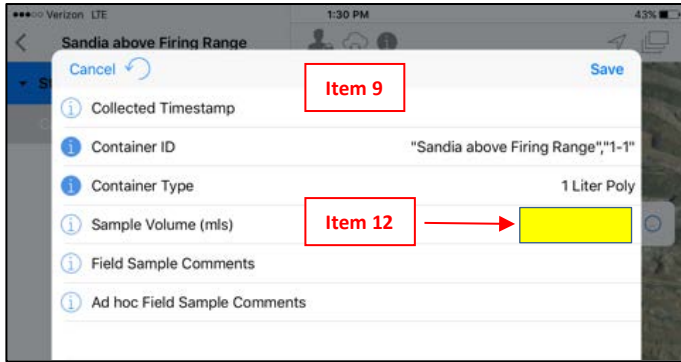 Verizon LTE 1:30 PM 43%
Sandia above Firing Range
Cancel Item 9 Save
Collected Timestamp
Container ID "Sandia above Firing Range","1-1"
Container Type 1 Liter Poly
Sample Volume (mls) Item 12
Field Sample Comments
Ad hoc Field Sample Comments